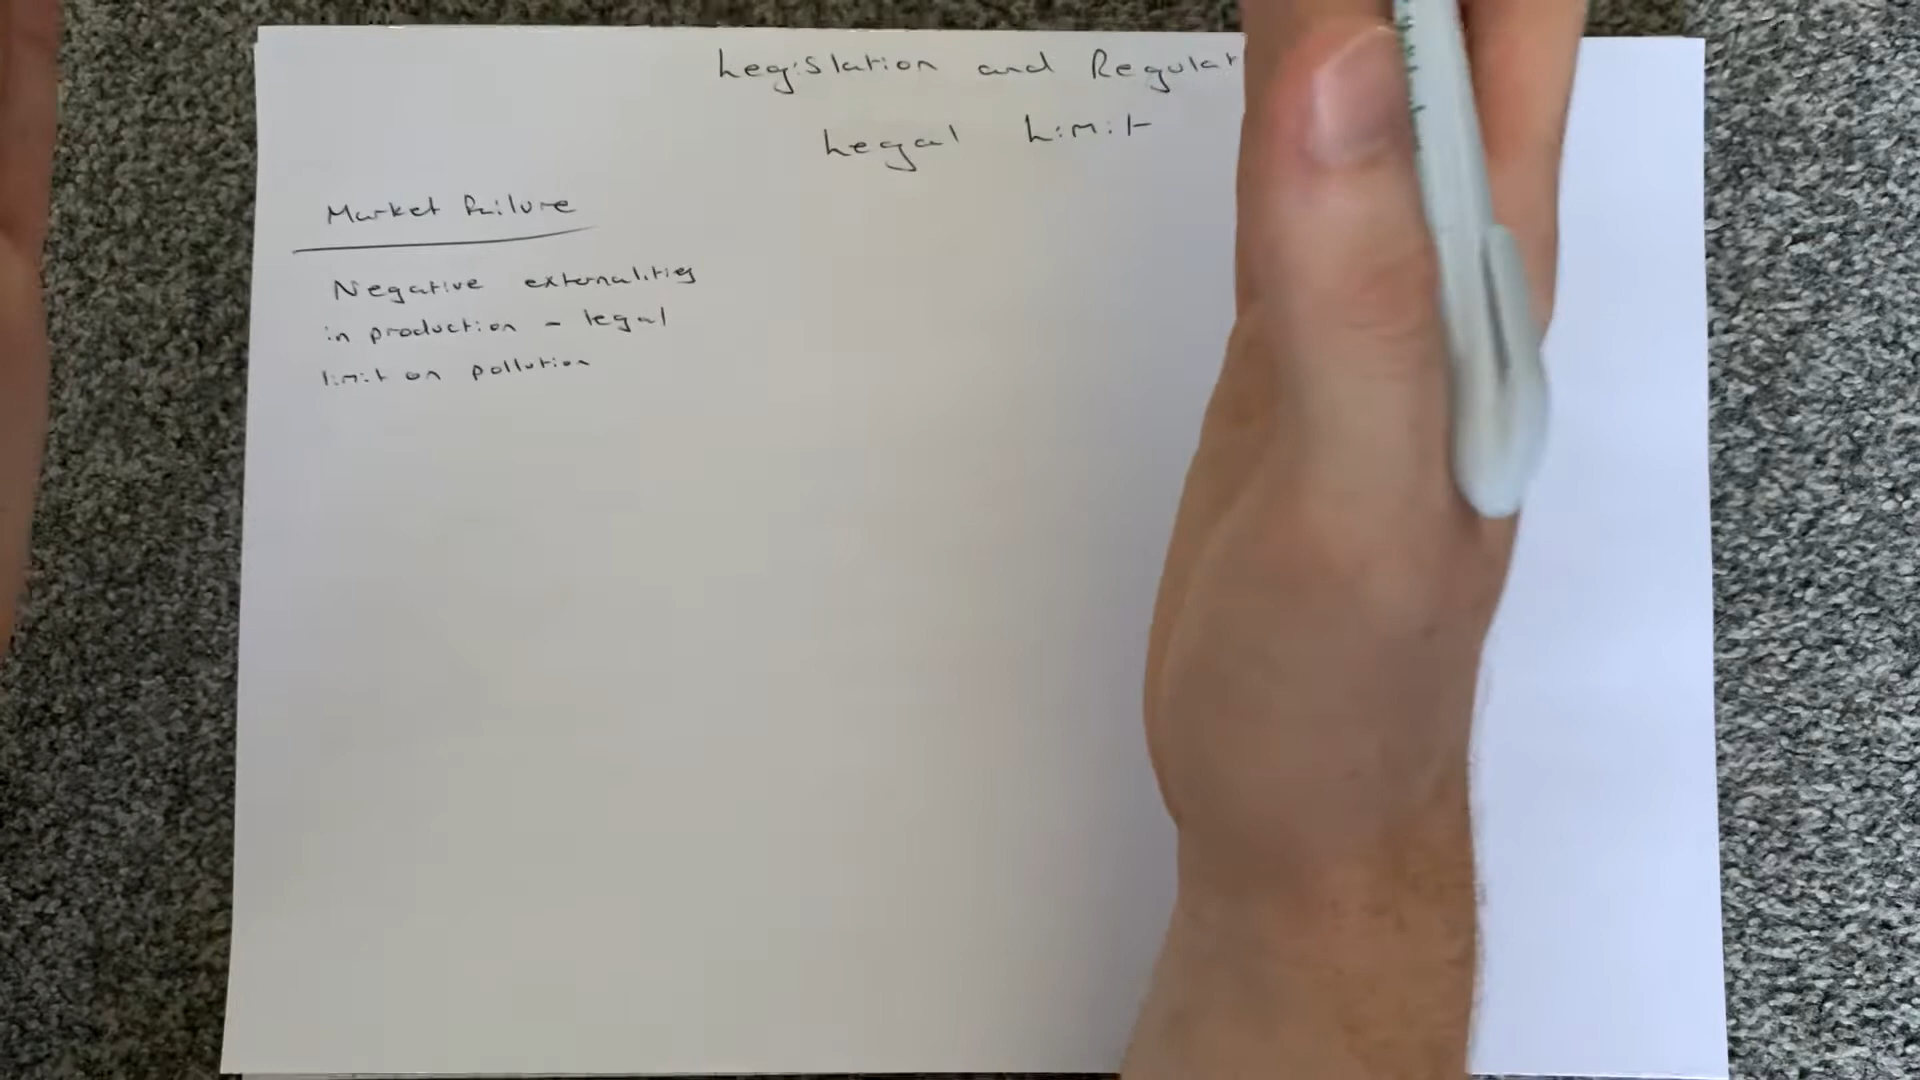 Legislation and Regulat
Legal Limit
Market failure
Negative externalities
in production - legal
limit on pollution